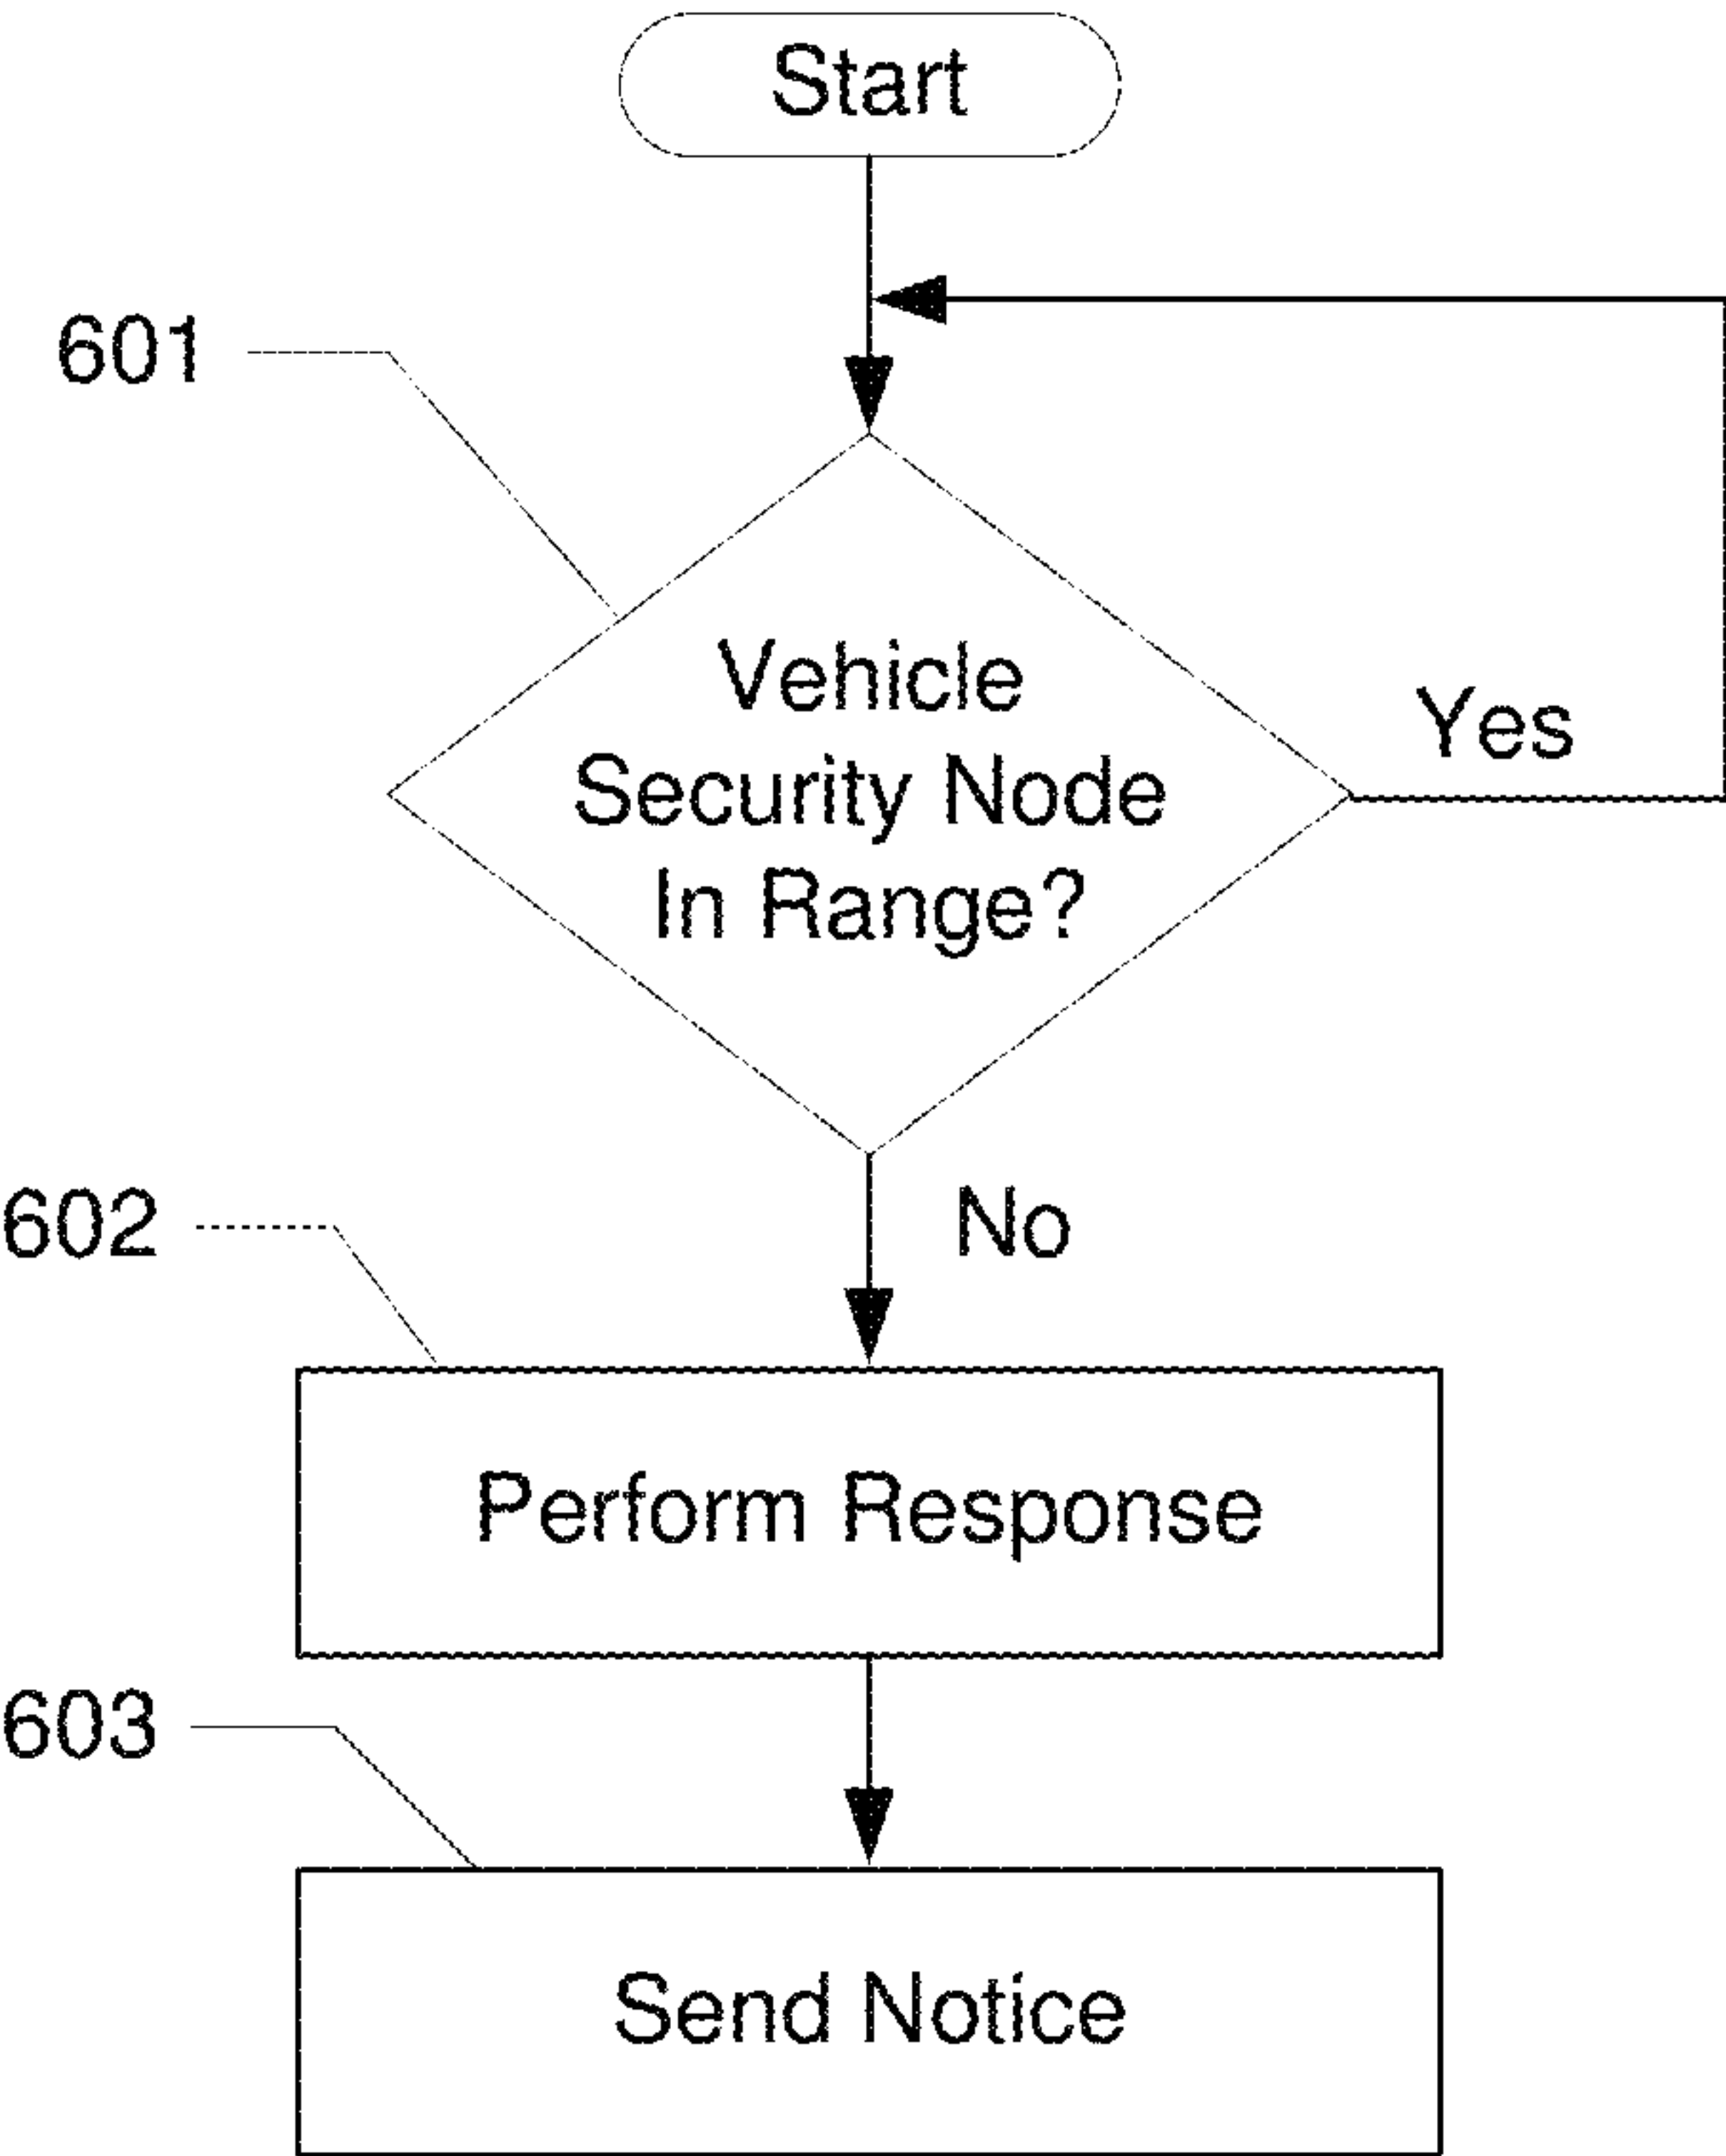 Start
601
Vehicle
Security Node
In Range?
Yes
602
No
Perform Response
603
Send Notice